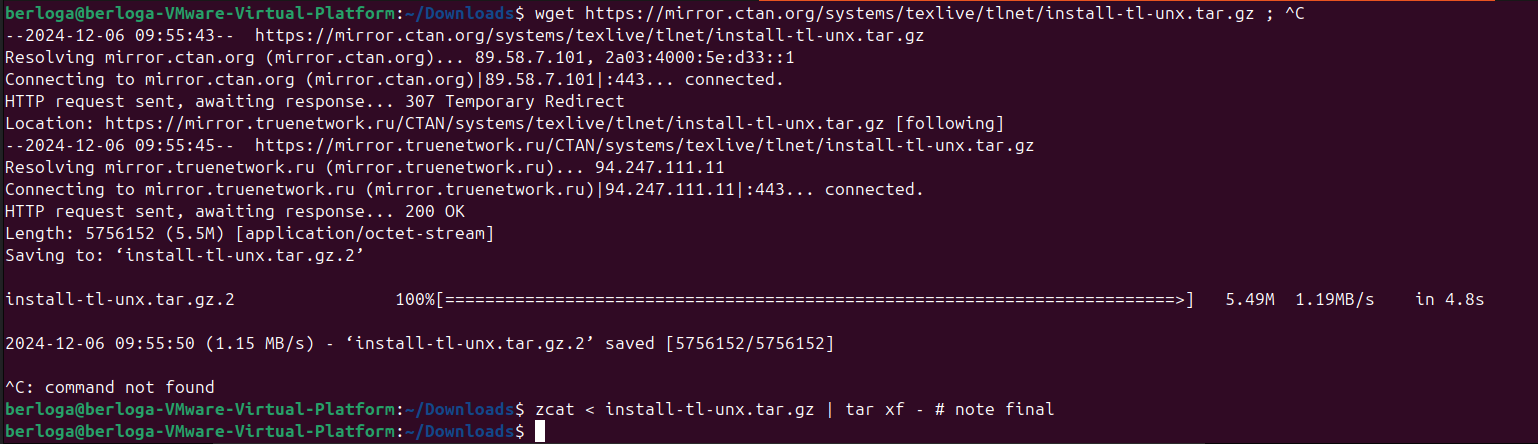 berloga@berloga-VMware-Virtual-Platform:~/Downloads$ wget https://mirror.ctan.org/systems/texlive/tlnet/install-tl-unx.tar.gz ; ^C
--2024-12-06 09:55:43--  https://mirror.ctan.org/systems/texlive/tlnet/install-tl-unx.tar.gz
Resolving mirror.ctan.org (mirror.ctan.org)... 89.58.7.101, 2a03:4000:5e:d33::1
Connecting to mirror.ctan.org (mirror.ctan.org)|89.58.7.101|:443... connected.
HTTP request sent, awaiting response... 307 Temporary Redirect
Location: https://mirror.truenetwork.ru/CTAN/systems/texlive/tlnet/install-tl-unx.tar.gz [following]
--2024-12-06 09:55:45--  https://mirror.truenetwork.ru/CTAN/systems/texlive/tlnet/install-tl-unx.tar.gz
Resolving mirror.truenetwork.ru (mirror.truenetwork.ru)... 94.247.111.11
Connecting to mirror.truenetwork.ru (mirror.truenetwork.ru)|94.247.111.11|:443... connected.
HTTP request sent, awaiting response... 200 OK
Length: 5756152 (5.5M) [application/octet-stream]
Saving to: ‘install-tl-unx.tar.gz.2’
install-tl-unx.tar.gz.2                100%[=========================================================================>]   5.49M  1.19MB/s    in 4.8s
2024-12-06 09:55:50 (1.15 MB/s) - ‘install-tl-unx.tar.gz.2’ saved [5756152/5756152]
^C: command not found
berloga@berloga-VMware-Virtual-Platform:~/Downloads$ zcat < install-tl-unx.tar.gz | tar xf - # note final
berloga@berloga-VMware-Virtual-Platform:~/Downloads$